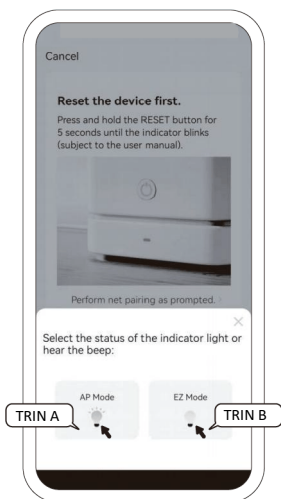 Cancel
Reset the device first.
Press and hold the RESET button for
5 seconds until the indicator blinks
(subject to the user manual).
Perform net pairing as prompted.
Select the status of the indicator light or
hear the beep:
AP Mode
EZ Mode
TRIN A
TRIN B